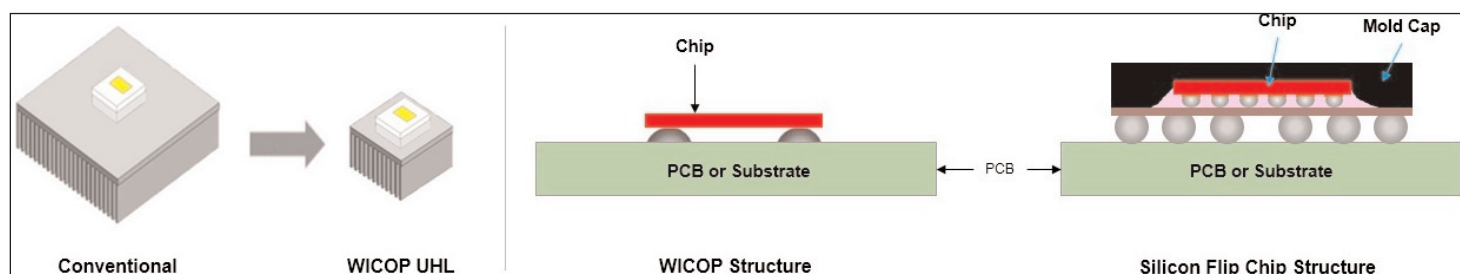 Conventional
WICOP UHL
Chip
PCB or Substrate
WICOP Structure
PCB
Chip
Mold Cap
PCB or Substrate
Silicon Flip Chip Structure